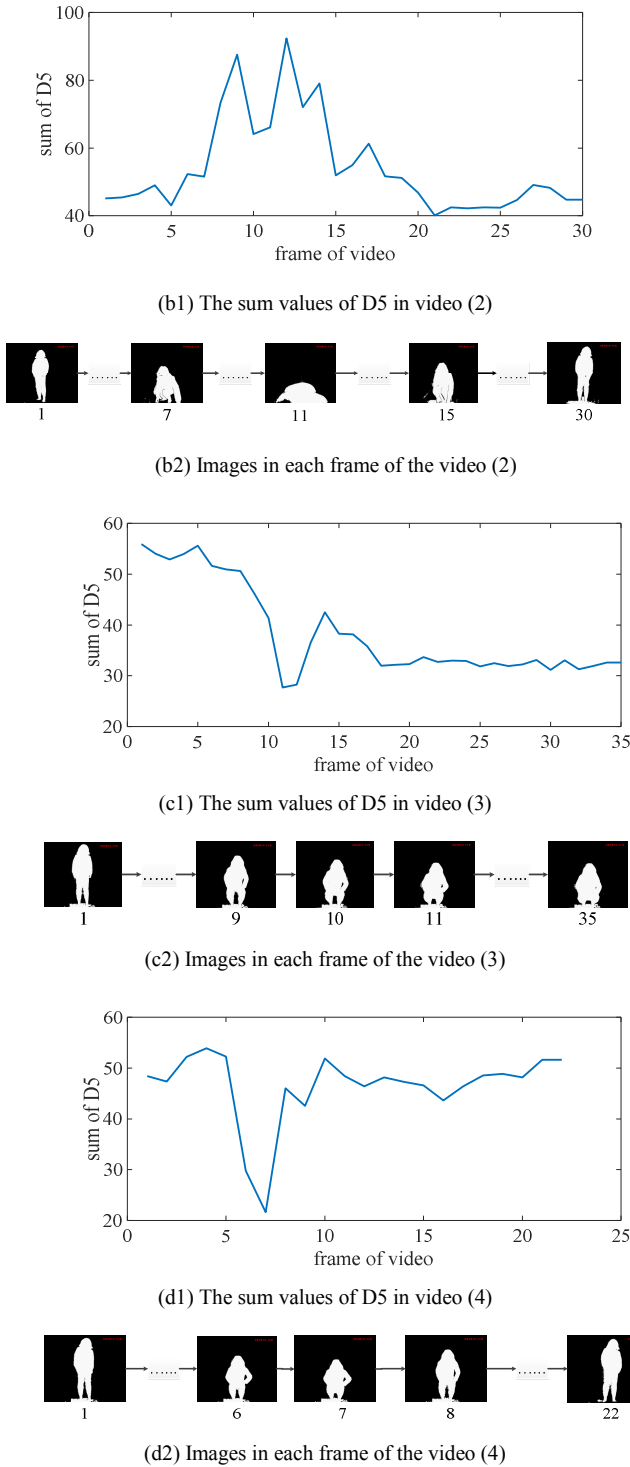 100
80
60
40
sum of D5
0 5 10 15 20 25 30
frame of video
(b1) The sum values of D5 in video (2)
...... ...... ...... ......
1 7 11 15 30
(b2) Images in each frame of the video (2)
60
50
40
30
20
sum of D5
0 5 10 15 20 25 30 35
frame of video
(c1) The sum values of D5 in video (3)
...... ......
1 9 10 11 35
(c2) Images in each frame of the video (3)
60
50
40
30
20
sum of D5
0 5 10 15 20 25
frame of video
(d1) The sum values of D5 in video (4)
...... ......
1 6 7 8 22
(d2) Images in each frame of the video (4)